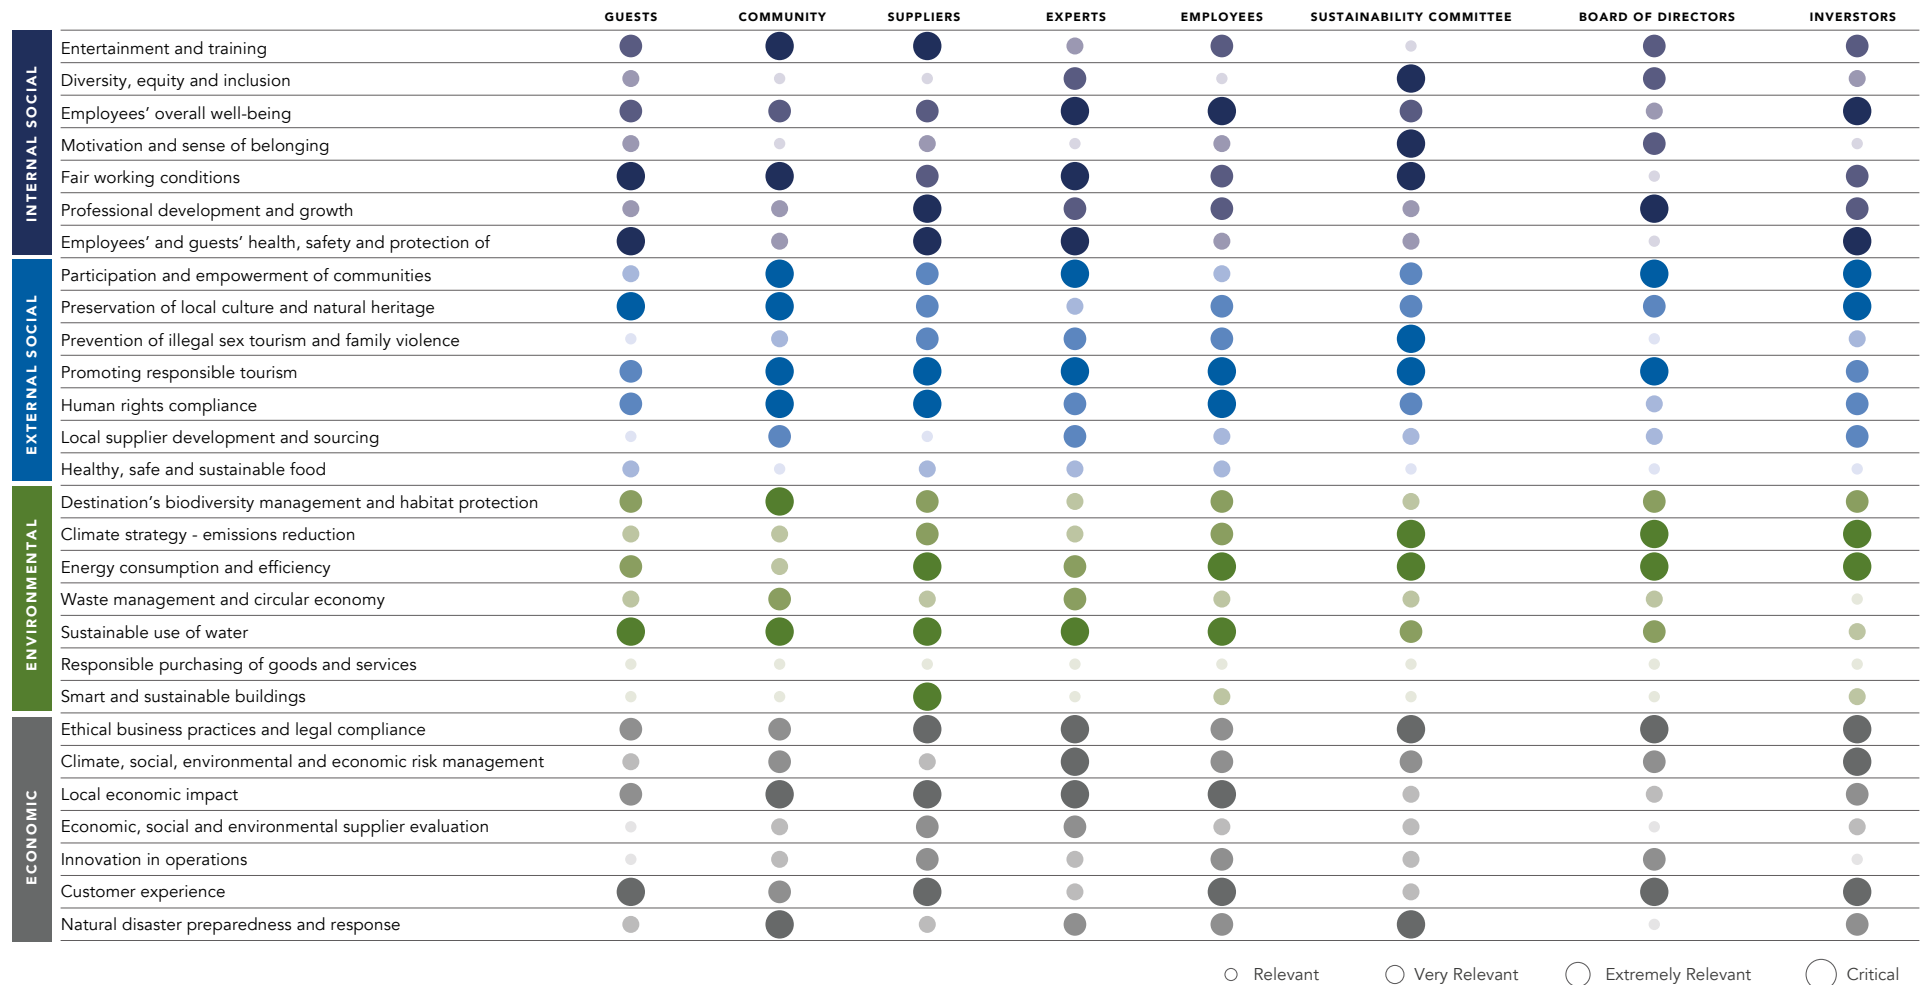 GUESTS COMMUNITY SUPPLIERS EXPERTS EMPLOYEES SUSTAINABILITY COMMITTEE BOARD OF DIRECTORS INVERSTORS
INTERNAL SOCIAL
Entertainment and training
Diversity, equity and inclusion
Employees’ overall well-being
Motivation and sense of belonging
Fair working conditions
Professional development and growth
Employees’ and guests’ health, safety and protection of
EXTERNAL SOCIAL
Participation and empowerment of communities
Preservation of local culture and natural heritage
Prevention of illegal sex tourism and family violence
Promoting responsible tourism
Human rights compliance
Local supplier development and sourcing
Healthy, safe and sustainable food
ENVIRONMENTAL
Destination’s biodiversity management and habitat protection
Climate strategy - emissions reduction
Energy consumption and efficiency
Waste management and circular economy
Sustainable use of water
Responsible purchasing of goods and services
Smart and sustainable buildings
ECONOMIC
Ethical business practices and legal compliance
Climate, social, environmental and economic risk management
Local economic impact
Economic, social and environmental supplier evaluation
Innovation in operations
Customer experience
Natural disaster preparedness and response
Relevant Very Relevant Extremely Relevant Critical